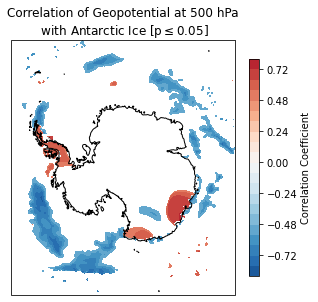 Correlation of Geopotential at 500 hPa
with Antarctic Ice [p ≤ 0.05]
0.72
0.48
0.24
0.00
−0.24
−0.48
−0.72
Correlation Coefficient